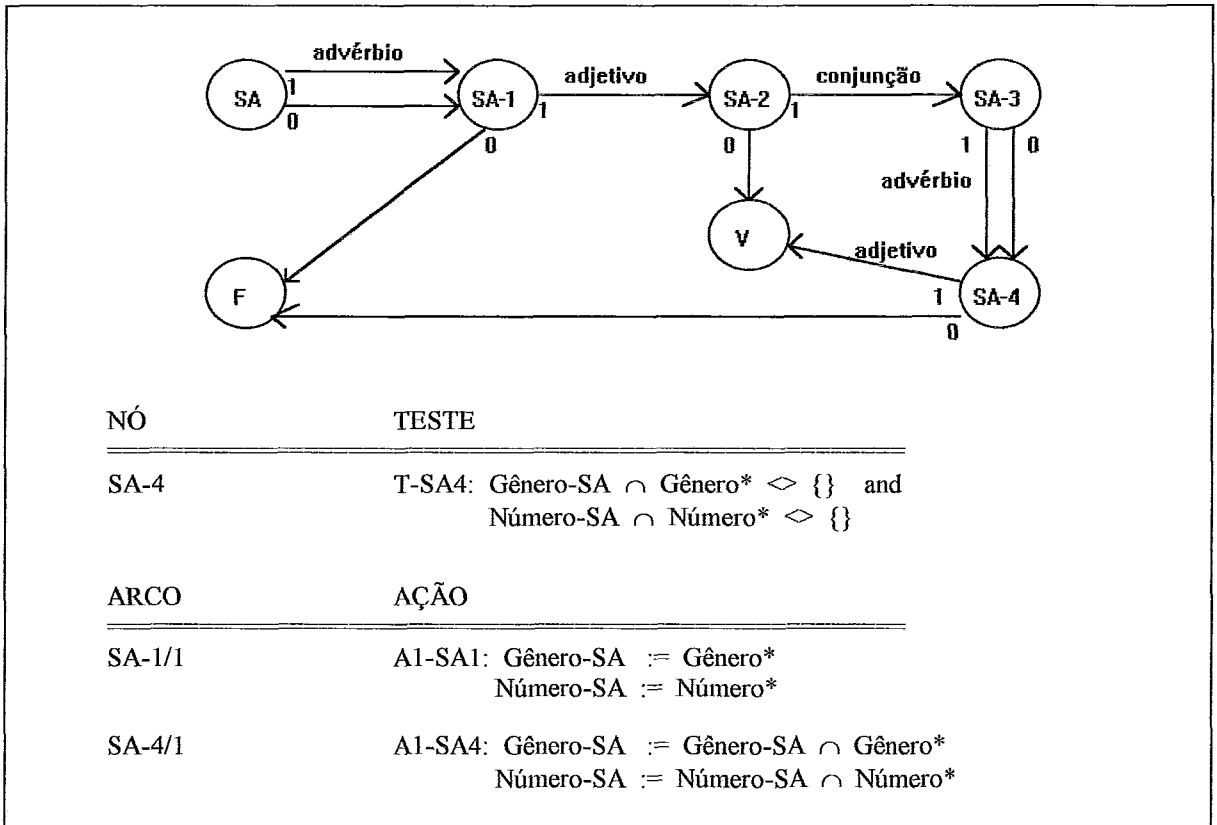 advérbio
SA
1
0
SA-1
1
0
adjetivo
SA-2
1
0
conjunção
SA-3
1
0
advérbio
V
adjetivo
F
1
SA-4
0
NÓ TESTE
SA-4 T-SA4: Gênero-SA ∩ Gênero* <> {} and
Número-SA ∩ Número* <> {}
ARCO AÇÃO
SA-1/1 A1-SA1: Gênero-SA := Gênero*
Número-SA := Número*
SA-4/1 A1-SA4: Gênero-SA := Gênero-SA ∩ Gênero*
Número-SA := Número-SA ∩ Número*